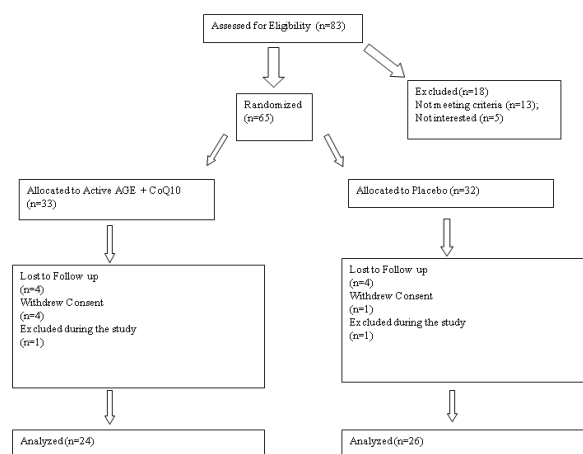 Assessed for Eligibility (n=83)
Excluded (n=18)
Not meeting criteria (n=13);
Not interested (n=5)
Randomized
(n=65)
Allocated to Active AGE + CoQ10
(n=33)
Allocated to Placebo (n=32)
Lost to Follow up
(n=4)
Withdrew Consent
(n=4)
Excluded during the study
(n=1)
Lost to Follow up
(n=4)
Withdrew Consent
(n=1)
Excluded during the study
(n=1)
Analyzed (n=24)
Analyzed (n=26)